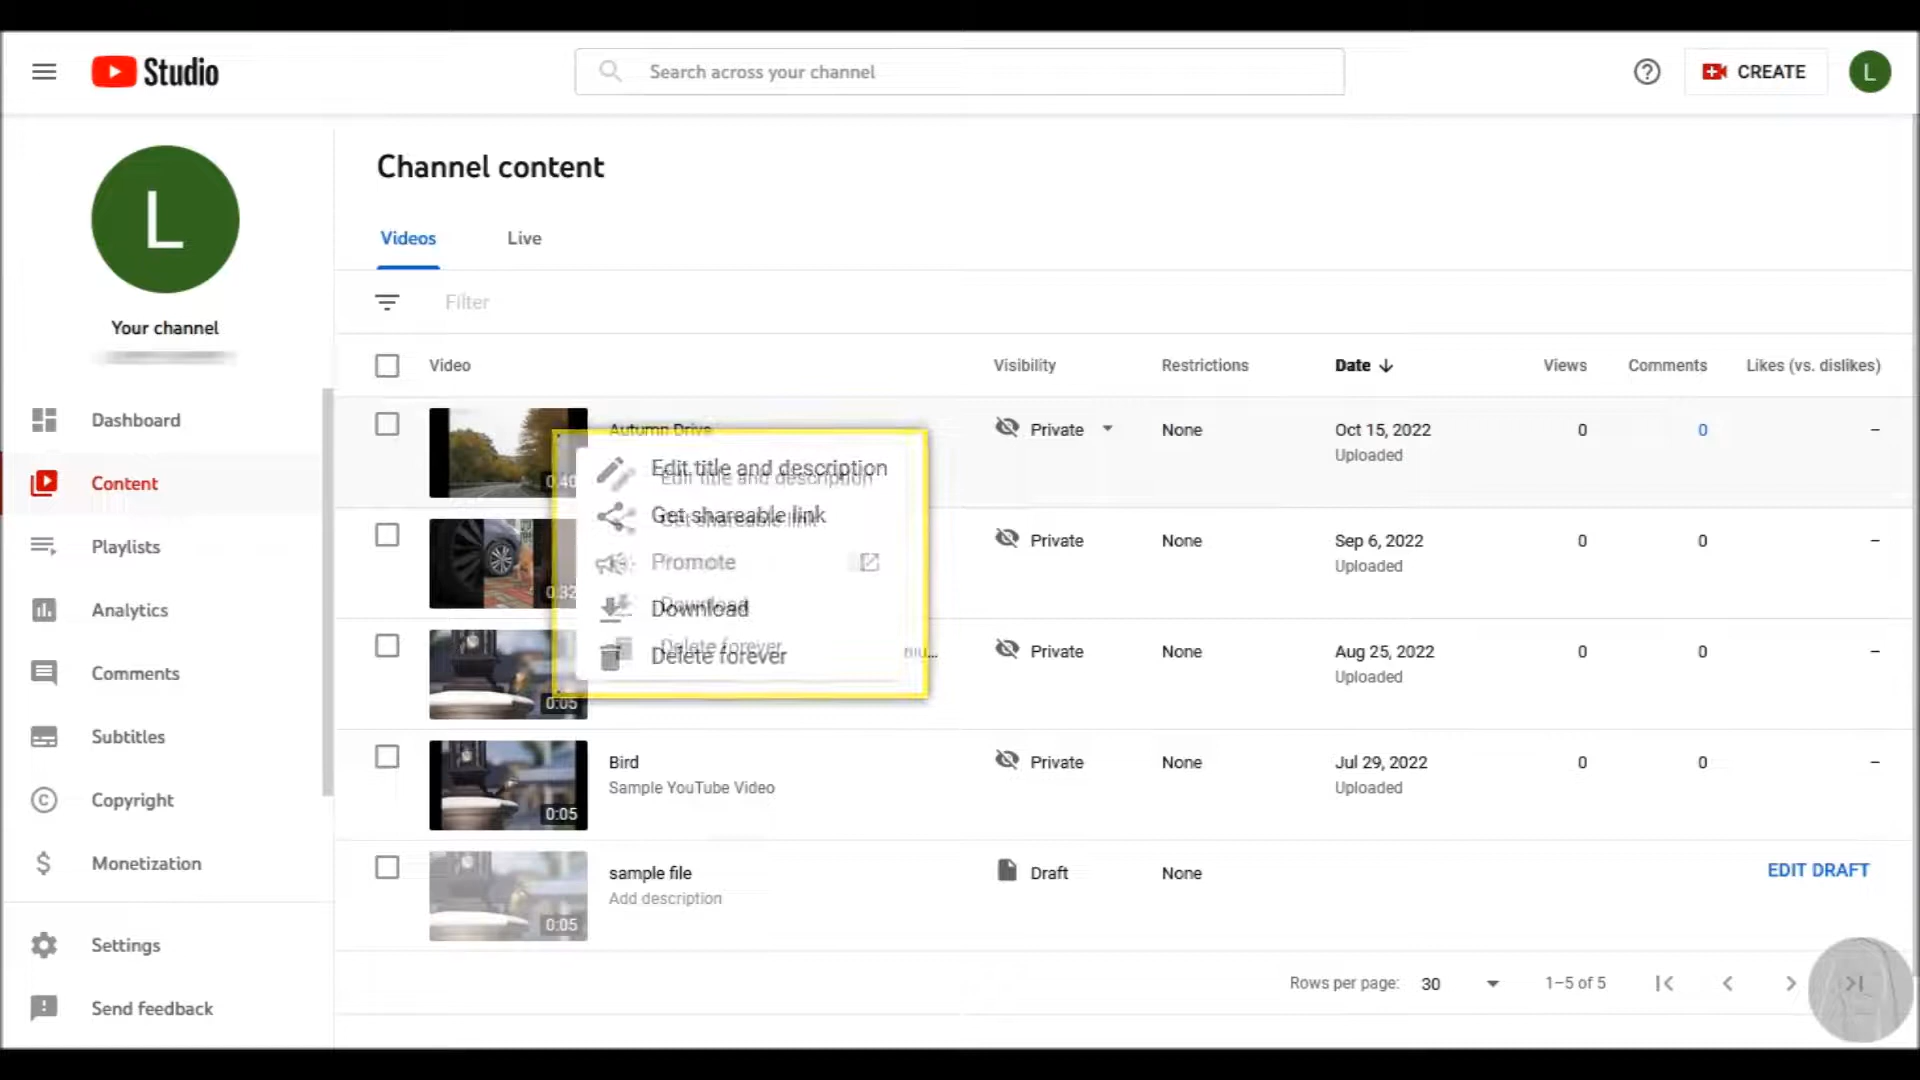 Studio
Search across your channel
CREATE
L
L
Your channel
Dashboard
Content
Playlists
Analytics
Comments
Subtitles
Copyright
Monetization
Settings
Send feedback
Channel content
Videos
Live
Filter
Video Visibility Restrictions Date Views Comments Likes (vs. dislikes)
Autumn Drive Private None Oct 15, 2022 0 0 –
Uploaded
0:40
Edit title and description
Get shareable link
Promote
Download
Delete forever
Private None Sep 6, 2022 0 0 –
Uploaded
0:32
Private None Aug 25, 2022 0 0 –
Uploaded
0:05
Bird Private None Jul 29, 2022 0 0 –
Sample YouTube Video Uploaded
0:05
sample file Draft None EDIT DRAFT
Add description
0:05
Rows per page: 30 1–5 of 5